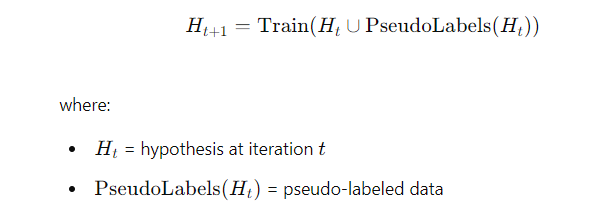 H_{t+1} = Train(H_t ∪ PseudoLabels(H_t))
where:
• H_t = hypothesis at iteration t
• PseudoLabels(H_t) = pseudo-labeled data